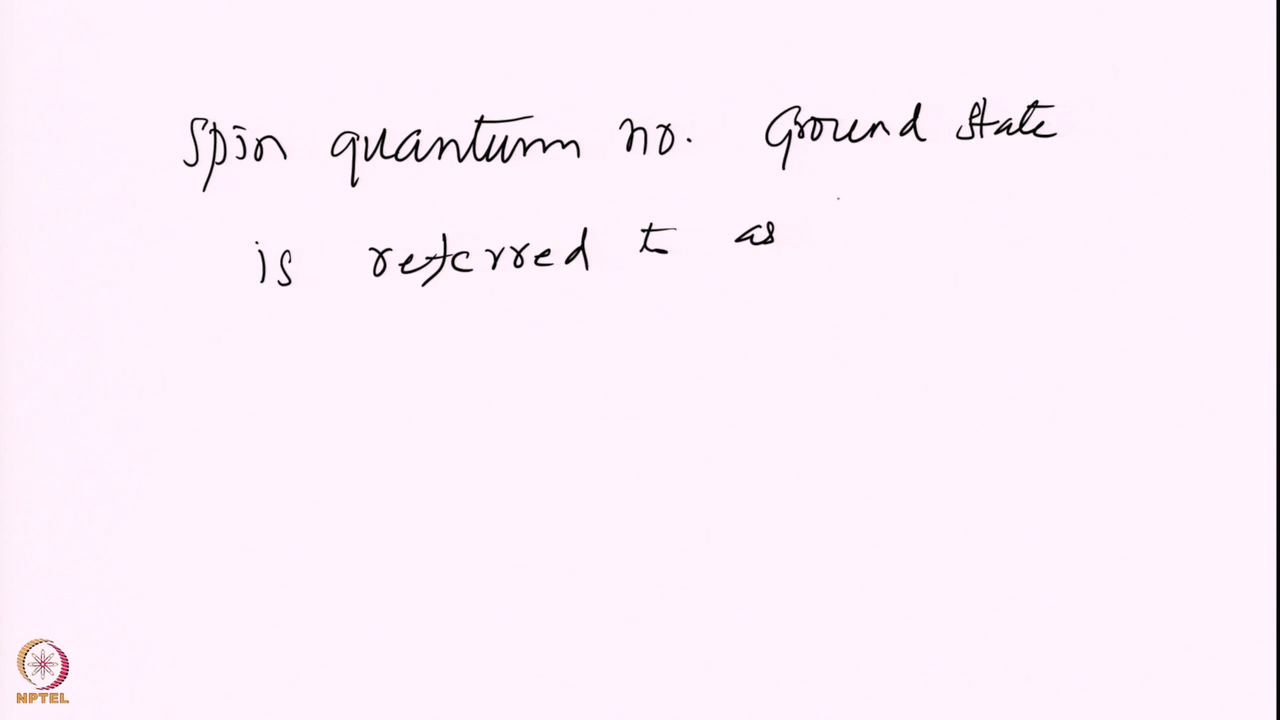 Spin quantum no. Ground state
is referred to as
NPTEL